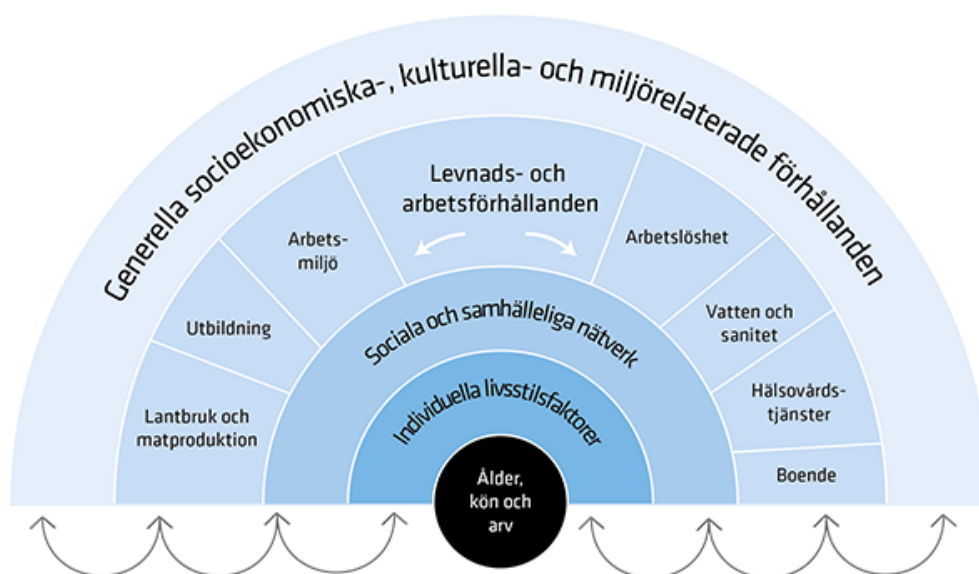 Generella socioekonomiska-, kulturella- och miljörelaterade förhållanden
Levnads- och
arbetsförhållanden
Arbets-
miljö
Arbetslöshet
Utbildning
Vatten och
sanitet
Lantbruk och
matproduktion
Hälsovårds-
tjänster
Boende
Sociala och samhälleliga nätverk
Individuella livsstilsfaktorer
Ålder,
kön och
arv